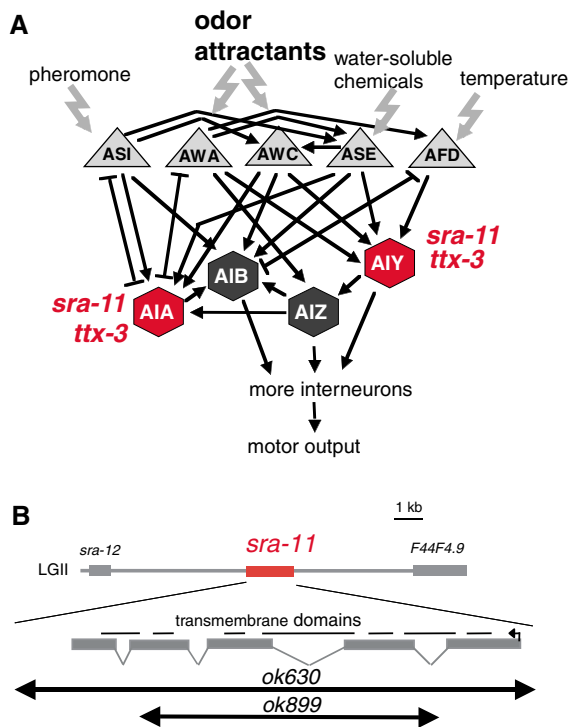 A
odor
attractants
pheromone
water-soluble
chemicals
temperature
ASI
AWA
AWC
ASE
AFD
sra-11
ttx-3
AIY
AIB
sra-11
ttx-3
AIA
AIZ
more interneurons
motor output
B
1 kb
sra-12
sra-11
F44F4.9
LGII
transmembrane domains
ok630
ok899